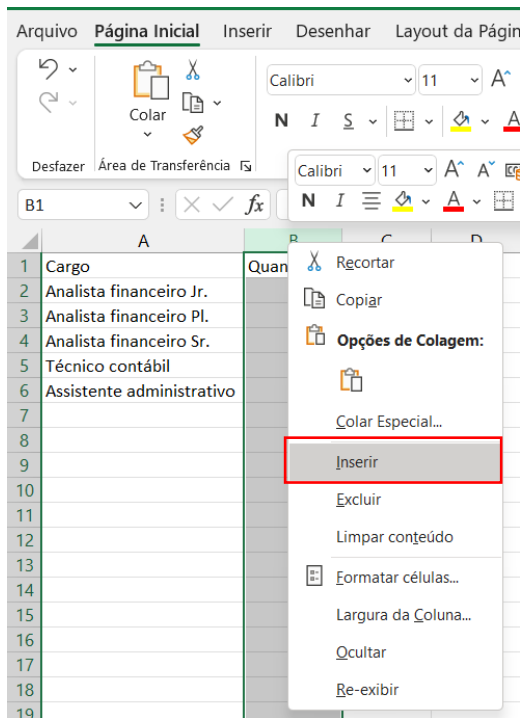 Arquivo Página Inicial Inserir Desenhar Layout da Págin
Colar
Calibri 11 A
N I S A
Desfazer Área de Transferência
Calibri 11 A A
N I A
B1 fx
A B C D
1 Cargo Quan
2 Analista financeiro Jr.
3 Analista financeiro Pl.
4 Analista financeiro Sr.
5 Técnico contábil
6 Assistente administrativo
7
8
9
10
11
12
13
14
15
16
17
18
19
Recortar
Copiar
Opções de Colagem:
Colar Especial...
Inserir
Excluir
Limpar conteúdo
Formatar células...
Largura da Coluna...
Ocultar
Re-exibir